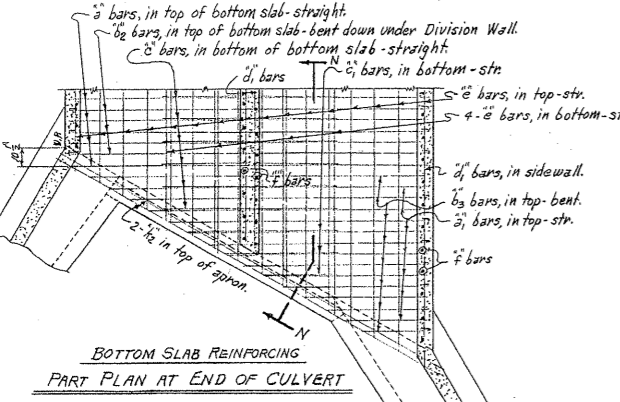 "a" bars, in top of bottom slab-straight.
"b2" bars, in top of bottom slab-bent down under Division Wall.
"c" bars, in bottom of bottom slab-straight.
"d1" bars
N
"c1" bars, in bottom-str.
"e" bars, in top-str.
4-"e" bars, in bottom-st
"d1" bars, in sidewall.
"f" bars
"b3" bars, in top-bent.
"a1" bars, in top-str.
"f" bars
2-"k2" in top of apron.
N
BOTTOM SLAB REINFORCING
PART PLAN AT END OF CULVERT